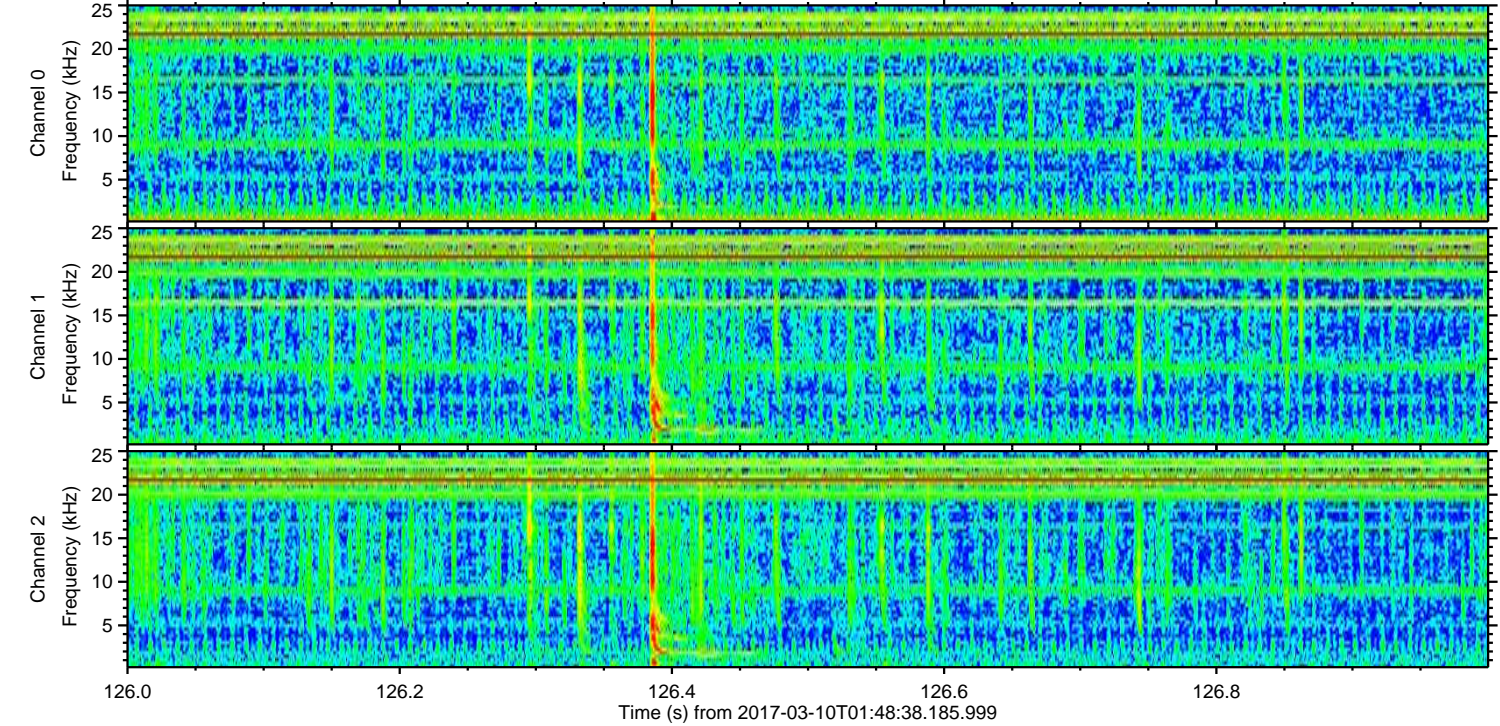 25
20
15
10
5
Channel 0
Frequency (kHz)
25
20
15
10
5
Channel 1
Frequency (kHz)
25
20
15
10
5
Channel 2
Frequency (kHz)
126.0 126.2 126.4 126.6 126.8
Time (s) from 2017-03-10T01:48:38.185.999